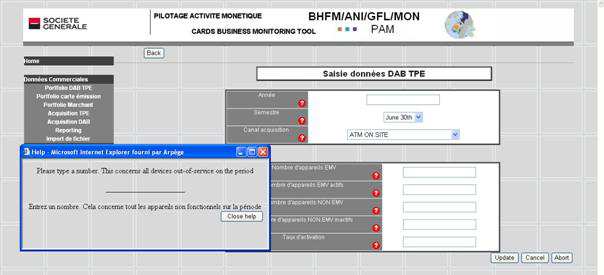 SOCIETE GENERALE
PILOTAGE ACTIVITE MONETIQUE
CARDS BUSINESS MONITORING TOOL
BHFM/ANI/GFL/MON
PAM
Back
Home
Données Commerciales
Portfolio DAB TPE
Portfolio carte émission
Portfolio Marchant
Acquisition TPE
Acquisition DAB
Reporting
Import de fichier
Saisie données DAB TPE
Année
?
Semestre
?
June 30th
Canal acquisition
?
ATM ON SITE
Help - Microsoft Internet Explorer fourni par Arpège
Please type a number. This concerns all devices out-of-service on the period
Entrez un nombre. Cela concerne tout les appareils non fonctionnels sur la période
Close help
Nombre d'appareils EMV
?
ombre d'appareils EMV actifs
?
ombre d'appareils NON EMV
?
d'appareils NON EMV inactifs
?
Taux d'activation
?
Update
Cancel
Abort